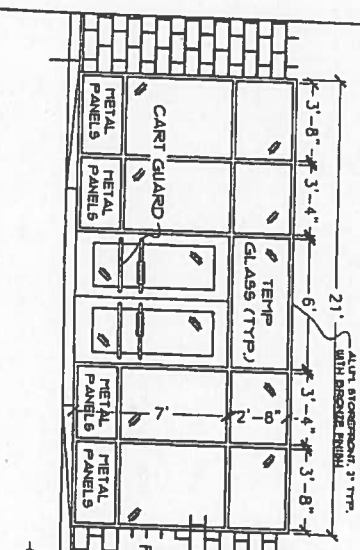 ALUM. STOREFRONT, 2" TYP.
WITH BRONZE FINISH
21'
3'-8" 3'-4" 6' 3'-4" 3'-8"
TEMP
GLASS (TYP.)
2'-8"
7'
CART GUARD
METAL
PANELS
METAL
PANELS
METAL
PANELS
METAL
PANELS